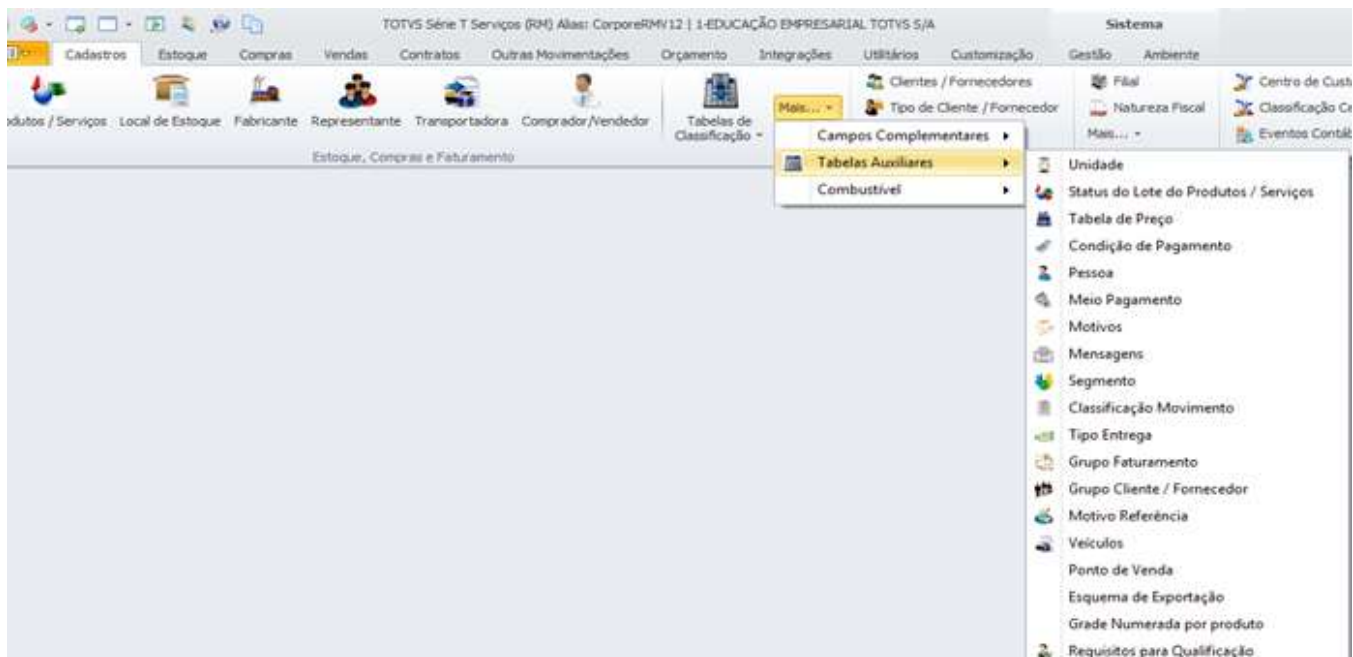 TOTVS Série T Serviços (RM) Alias: CorporeRMV12 | 1-EDUCAÇÃO EMPRESARIAL TOTVS S/A
Sistema
Cadastros Estoque Compras Vendas Contratos Outras Movimentações Orçamento Integrações Utilitários Customização Gestão Ambiente
Clientes / Fornecedores Filial Centro de Cust
Mais... Tipo de Cliente / Fornecedor Natureza Fiscal Classificação Ce
odutos / Serviços Local de Estoque Fabricante Representante Transportadora Comprador/Vendedor Tabelas de Classificação Mais... Eventos Contáb
Estoque, Compras e Faturamento
Campos Complementares
Tabelas Auxiliares
Combustível
Unidade
Status do Lote do Produtos / Serviços
Tabela de Preço
Condição de Pagamento
Pessoa
Meio Pagamento
Motivos
Mensagens
Segmento
Classificação Movimento
Tipo Entrega
Grupo Faturamento
Grupo Cliente / Fornecedor
Motivo Referência
Veículos
Ponto de Venda
Esquema de Exportação
Grade Numerada por produto
Requisitos para Qualificação